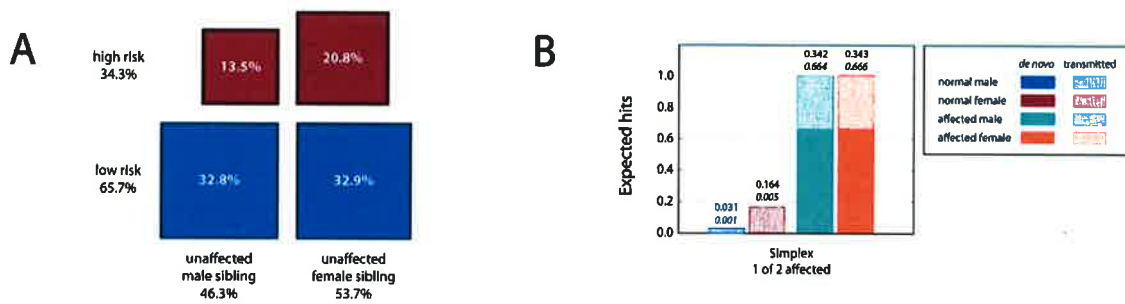 A
high risk
34.3%
13.5%
20.8%
low risk
65.7%
32.8%
32.9%
unaffected
male sibling
46.3%
unaffected
female sibling
53.7%
B
Expected hits
1.0
0.8
0.6
0.4
0.2
0.0
0.031
0.001
0.164
0.005
0.342
0.664
0.343
0.666
Simplex
1 of 2 affected
de novo transmitted
normal male
normal female
affected male
affected female